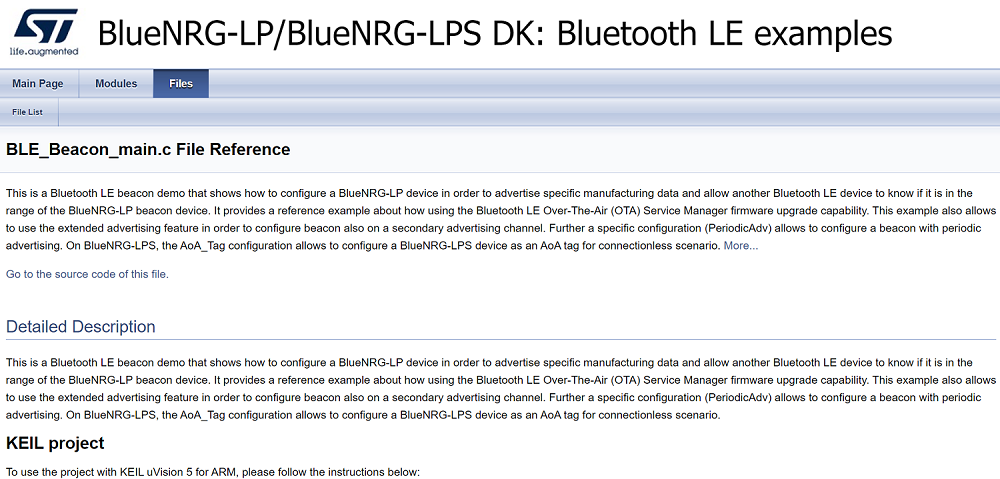 ST
life.augmented
BlueNRG-LP/BlueNRG-LPS DK: Bluetooth LE examples
Main Page Modules Files
File List
BLE_Beacon_main.c File Reference
This is a Bluetooth LE beacon demo that shows how to configure a BlueNRG-LP device in order to advertise specific manufacturing data and allow another Bluetooth LE device to know if it is in the
range of the BlueNRG-LP beacon device. It provides a reference example about how using the Bluetooth LE Over-The-Air (OTA) Service Manager firmware upgrade capability. This example also allows
to use the extended advertising feature in order to configure beacon also on a secondary advertising channel. Further a specific configuration (PeriodicAdv) allows to configure a beacon with periodic
advertising. On BlueNRG-LPS, the AoA_Tag configuration allows to configure a BlueNRG-LPS device as an AoA tag for connectionless scenario. More...
Go to the source code of this file.
Detailed Description
This is a Bluetooth LE beacon demo that shows how to configure a BlueNRG-LP device in order to advertise specific manufacturing data and allow another Bluetooth LE device to know if it is in the
range of the BlueNRG-LP beacon device. It provides a reference example about how using the Bluetooth LE Over-The-Air (OTA) Service Manager firmware upgrade capability. This example also allows
to use the extended advertising feature in order to configure beacon also on a secondary advertising channel. Further a specific configuration (PeriodicAdv) allows to configure a beacon with periodic
advertising. On BlueNRG-LPS, the AoA_Tag configuration allows to configure a BlueNRG-LPS device as an AoA tag for connectionless scenario.
KEIL project
To use the project with KEIL uVision 5 for ARM, please follow the instructions below: